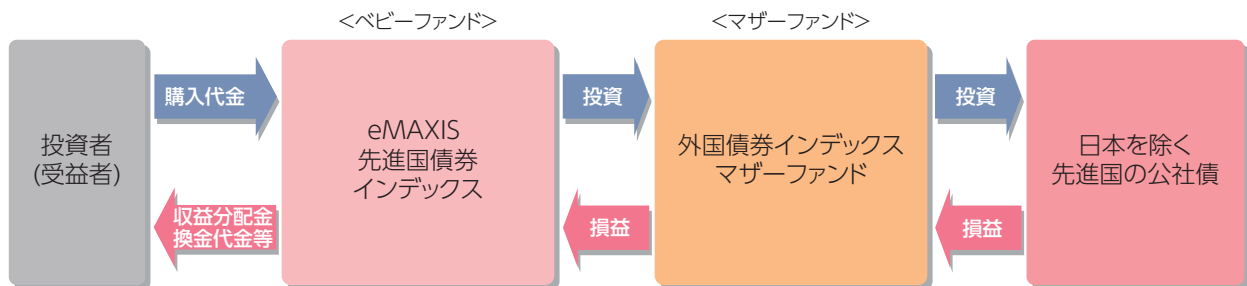 <ベビーファンド>
<マザーファンド>
投資者
(受益者)
購入代金
収益分配金
換金代金等
eMAXIS
先進国債券
インデックス
投資
損益
外国債券インデックス
マザーファンド
投資
損益
日本を除く
先進国の公社債